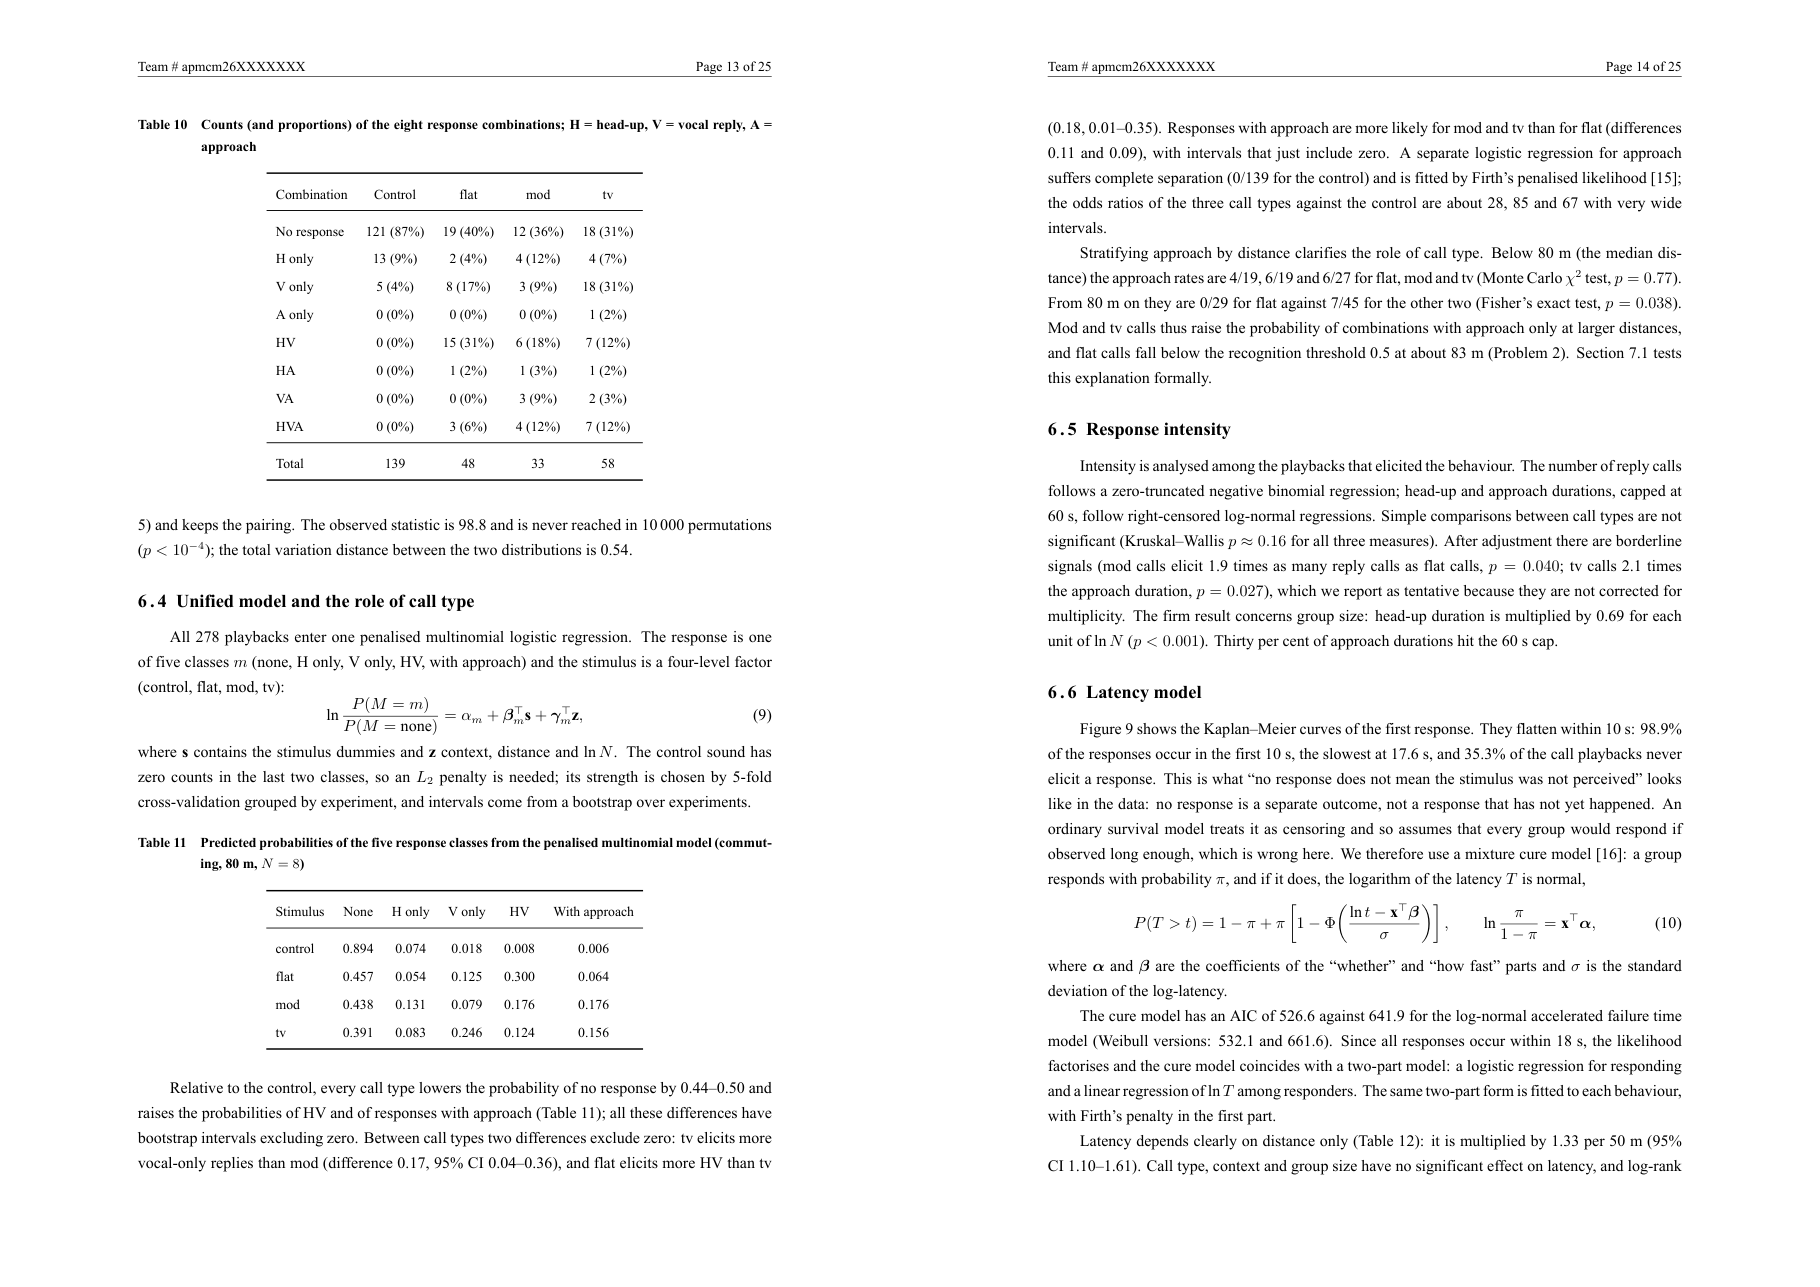 Team # apmcm26XXXXXXX Page 13 of 25
Table 10 Counts (and proportions) of the eight response combinations; H = head-up, V = vocal reply, A =
approach
Combination Control flat mod tv
No response 121 (87%) 19 (40%) 12 (36%) 18 (31%)
H only 13 (9%) 2 (4%) 4 (12%) 4 (7%)
V only 5 (4%) 8 (17%) 3 (9%) 18 (31%)
A only 0 (0%) 0 (0%) 0 (0%) 1 (2%)
HV 0 (0%) 15 (31%) 6 (18%) 7 (12%)
HA 0 (0%) 1 (2%) 1 (3%) 1 (2%)
VA 0 (0%) 0 (0%) 3 (9%) 2 (3%)
HVA 0 (0%) 3 (6%) 4 (12%) 7 (12%)
Total 139 48 33 58
5) and keeps the pairing. The observed statistic is 98.8 and is never reached in 10 000 permutations
(p < 10⁻⁴); the total variation distance between the two distributions is 0.54.
6.4 Unified model and the role of call type
All 278 playbacks enter one penalised multinomial logistic regression. The response is one
of five classes m (none, H only, V only, HV, with approach) and the stimulus is a four-level factor
(control, flat, mod, tv):
ln P(M = m) / P(M = none) = αₘ + βₘ⊤s + γₘ⊤z, (9)
where s contains the stimulus dummies and z context, distance and ln N. The control sound has
zero counts in the last two classes, so an L₂ penalty is needed; its strength is chosen by 5-fold
cross-validation grouped by experiment, and intervals come from a bootstrap over experiments.
Table 11 Predicted probabilities of the five response classes from the penalised multinomial model (commut-
ing, 80 m, N = 8)
Stimulus None H only V only HV With approach
control 0.894 0.074 0.018 0.008 0.006
flat 0.457 0.054 0.125 0.300 0.064
mod 0.438 0.131 0.079 0.176 0.176
tv 0.391 0.083 0.246 0.124 0.156
Relative to the control, every call type lowers the probability of no response by 0.44–0.50 and
raises the probabilities of HV and of responses with approach (Table 11); all these differences have
bootstrap intervals excluding zero. Between call types two differences exclude zero: tv elicits more
vocal-only replies than mod (difference 0.17, 95% CI 0.04–0.36), and flat elicits more HV than tv
Team # apmcm26XXXXXXX Page 14 of 25
(0.18, 0.01–0.35). Responses with approach are more likely for mod and tv than for flat (differences
0.11 and 0.09), with intervals that just include zero. A separate logistic regression for approach
suffers complete separation (0/139 for the control) and is fitted by Firth's penalised likelihood [15];
the odds ratios of the three call types against the control are about 28, 85 and 67 with very wide
intervals.
Stratifying approach by distance clarifies the role of call type. Below 80 m (the median dis-
tance) the approach rates are 4/19, 6/19 and 6/27 for flat, mod and tv (Monte Carlo χ² test, p = 0.77).
From 80 m on they are 0/29 for flat against 7/45 for the other two (Fisher's exact test, p = 0.038).
Mod and tv calls thus raise the probability of combinations with approach only at larger distances,
and flat calls fall below the recognition threshold 0.5 at about 83 m (Problem 2). Section 7.1 tests
this explanation formally.
6.5 Response intensity
Intensity is analysed among the playbacks that elicited the behaviour. The number of reply calls
follows a zero-truncated negative binomial regression; head-up and approach durations, capped at
60 s, follow right-censored log-normal regressions. Simple comparisons between call types are not
significant (Kruskal–Wallis p ≈ 0.16 for all three measures). After adjustment there are borderline
signals (mod calls elicit 1.9 times as many reply calls as flat calls, p = 0.040; tv calls 2.1 times
the approach duration, p = 0.027), which we report as tentative because they are not corrected for
multiplicity. The firm result concerns group size: head-up duration is multiplied by 0.69 for each
unit of ln N (p < 0.001). Thirty per cent of approach durations hit the 60 s cap.
6.6 Latency model
Figure 9 shows the Kaplan–Meier curves of the first response. They flatten within 10 s: 98.9%
of the responses occur in the first 10 s, the slowest at 17.6 s, and 35.3% of the call playbacks never
elicit a response. This is what “no response does not mean the stimulus was not perceived” looks
like in the data: no response is a separate outcome, not a response that has not yet happened. An
ordinary survival model treats it as censoring and so assumes that every group would respond if
observed long enough, which is wrong here. We therefore use a mixture cure model [16]: a group
responds with probability π, and if it does, the logarithm of the latency T is normal,
P(T > t) = 1 − π + π [1 − Φ((ln t − x⊤β) / σ)], ln π / (1 − π) = x⊤α, (10)
where α and β are the coefficients of the “whether” and “how fast” parts and σ is the standard
deviation of the log-latency.
The cure model has an AIC of 526.6 against 641.9 for the log-normal accelerated failure time
model (Weibull versions: 532.1 and 661.6). Since all responses occur within 18 s, the likelihood
factorises and the cure model coincides with a two-part model: a logistic regression for responding
and a linear regression of ln T among responders. The same two-part form is fitted to each behaviour,
with Firth's penalty in the first part.
Latency depends clearly on distance only (Table 12): it is multiplied by 1.33 per 50 m (95%
CI 1.10–1.61). Call type, context and group size have no significant effect on latency, and log-rank